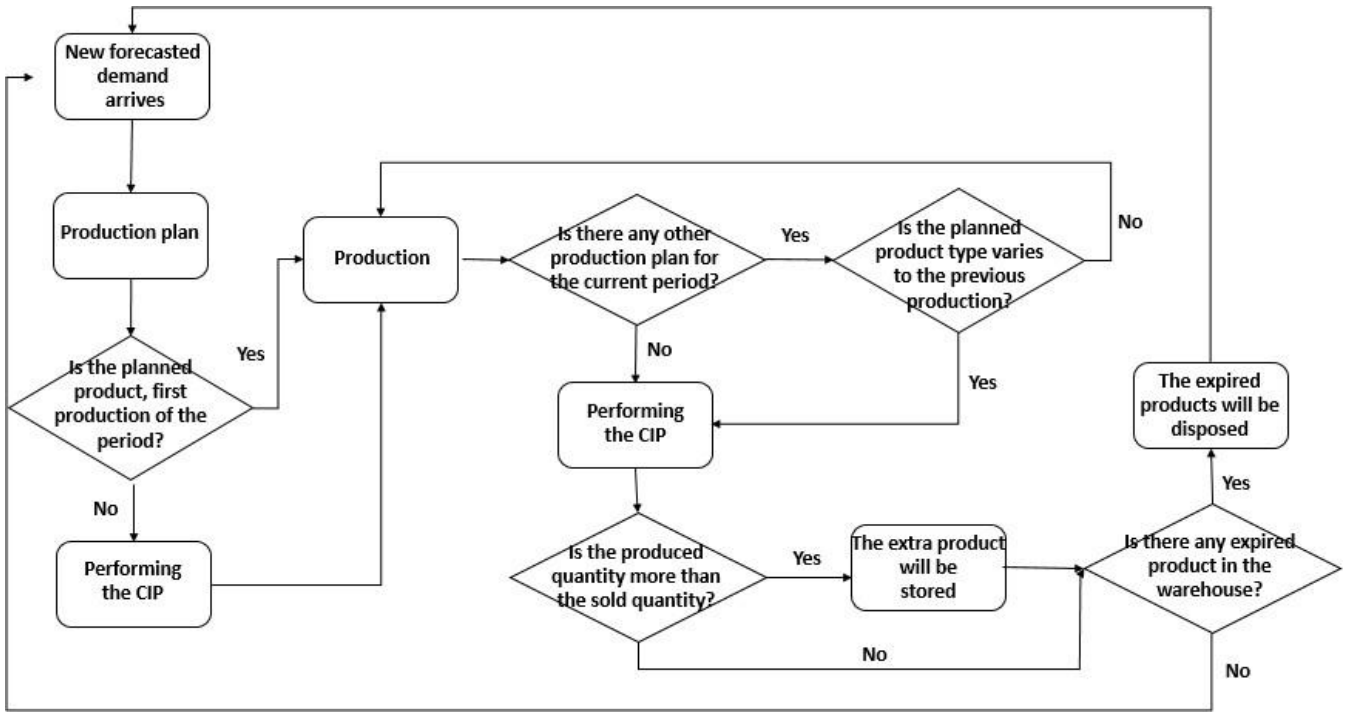 New forecasted
demand
arrives
Production plan
Is the planned
product, first
production of the
period?
Yes
No
Performing
the CIP
Production
Is there any other
production plan for
the current period?
Yes
No
Is the planned
product type varies
to the previous
production?
No
Yes
Performing
the CIP
Is the produced
quantity more than
the sold quantity?
Yes
No
The extra product
will be
stored
Is there any expired
product in the
warehouse?
Yes
No
The expired
products will be
disposed